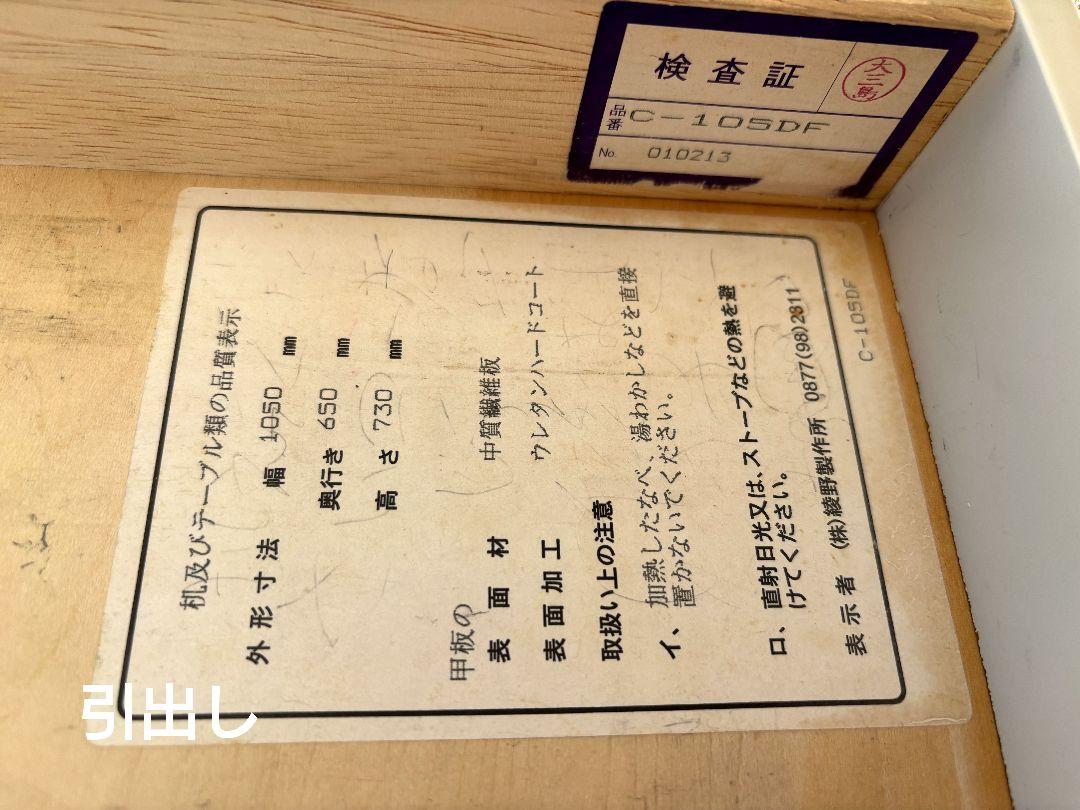 検査証
大三島
品番 C-105DF
No. 010213
机及びテーブル類の品質表示
外形寸法 幅 1050 mm
奥行き 650 mm
高さ 730 mm
甲板の
表面材 中質繊維板
表面加工 ウレタンハードコート
取扱い上の注意
イ、加熱したなべ、湯わかしなどを直接
置かないでください。
ロ、直射日光又は、ストーブなどの熱を避
けてください。
表示者 (株)綾野製作所 0877(98)2811
C-105DF
引出し